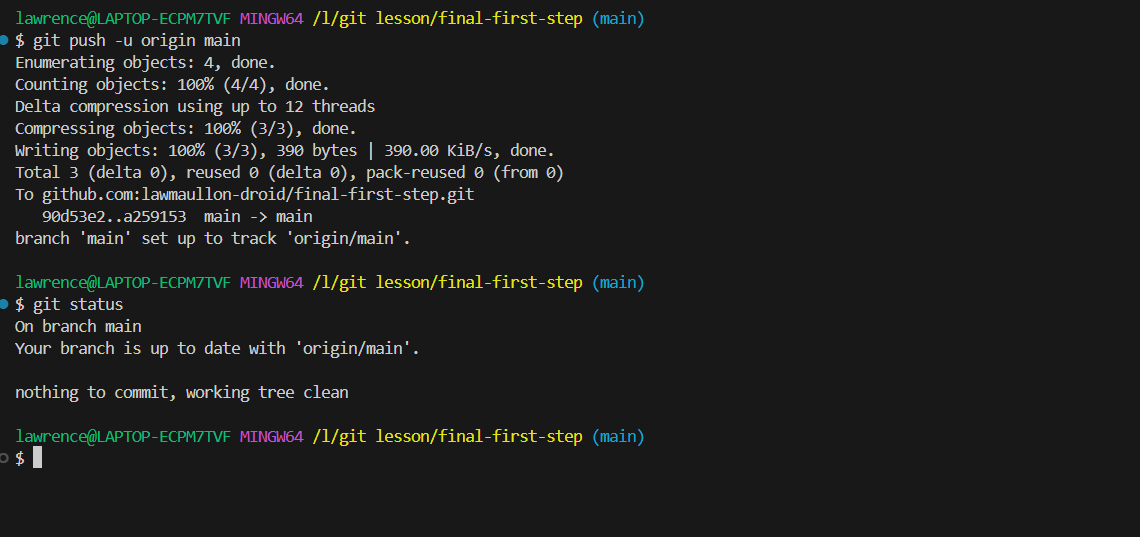 lawrence@LAPTOP-ECPM7TVF MINGW64 /l/git lesson/final-first-step (main)
$ git push -u origin main
Enumerating objects: 4, done.
Counting objects: 100% (4/4), done.
Delta compression using up to 12 threads
Compressing objects: 100% (3/3), done.
Writing objects: 100% (3/3), 390 bytes | 390.00 KiB/s, done.
Total 3 (delta 0), reused 0 (delta 0), pack-reused 0 (from 0)
To github.com:lawmaullon-droid/final-first-step.git
   90d53e2..a259153  main -> main
branch 'main' set up to track 'origin/main'.
lawrence@LAPTOP-ECPM7TVF MINGW64 /l/git lesson/final-first-step (main)
$ git status
On branch main
Your branch is up to date with 'origin/main'.
nothing to commit, working tree clean
lawrence@LAPTOP-ECPM7TVF MINGW64 /l/git lesson/final-first-step (main)
$